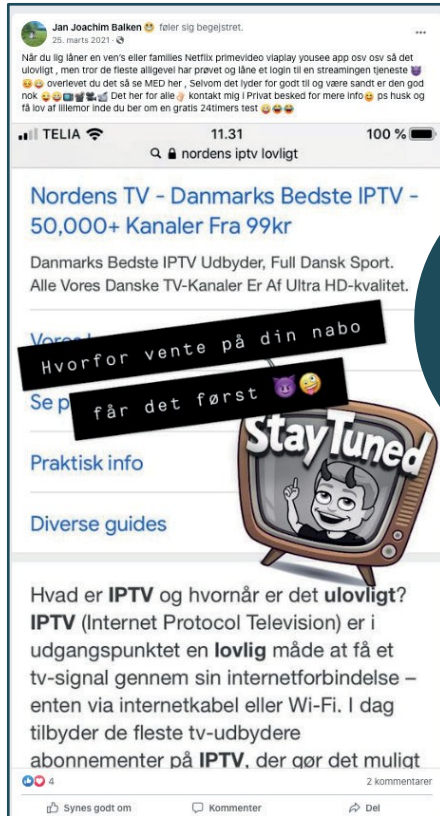 Jan Joachim Balken 😀 føler sig begejstret.
25. marts 2021
Når du lig låner en ven's eller families Netflix primevideo viaplay yousee app osv osv så det
ulovligt , men tror de fleste alligevel har prøvet og låne et login til en streamingen tjeneste
overlevet du det så se MED her , Selvom det lyder for godt til og være sandt er den god
nok Det her for alle kontakt mig i Privat besked for mere info ps husk og
få lov af lillemor inde du ber om en gratis 24timers test
TELIA 11.31 100 %
nordens iptv lovligt
Nordens TV - Danmarks Bedste IPTV -
50,000+ Kanaler Fra 99kr
Danmarks Bedste IPTV Udbyder, Full Dansk Sport.
Alle Vores Danske TV-Kanaler Er Af Ultra HD-kvalitet.
Hvorfor vente på din nabo
Se p
får det først 😈🤪
StayTuned
Praktisk info
Diverse guides
Hvad er IPTV og hvornår er det ulovligt?
IPTV (Internet Protocol Television) er i
udgangspunktet en lovlig måde at få et
tv-signal gennem sin internetforbindelse –
enten via internetkabel eller Wi-Fi. I dag
tilbyder de fleste tv-udbydere
abonnementer på IPTV, der gør det muligt
4 2 kommentarer
Synes godt om Kommenter Del